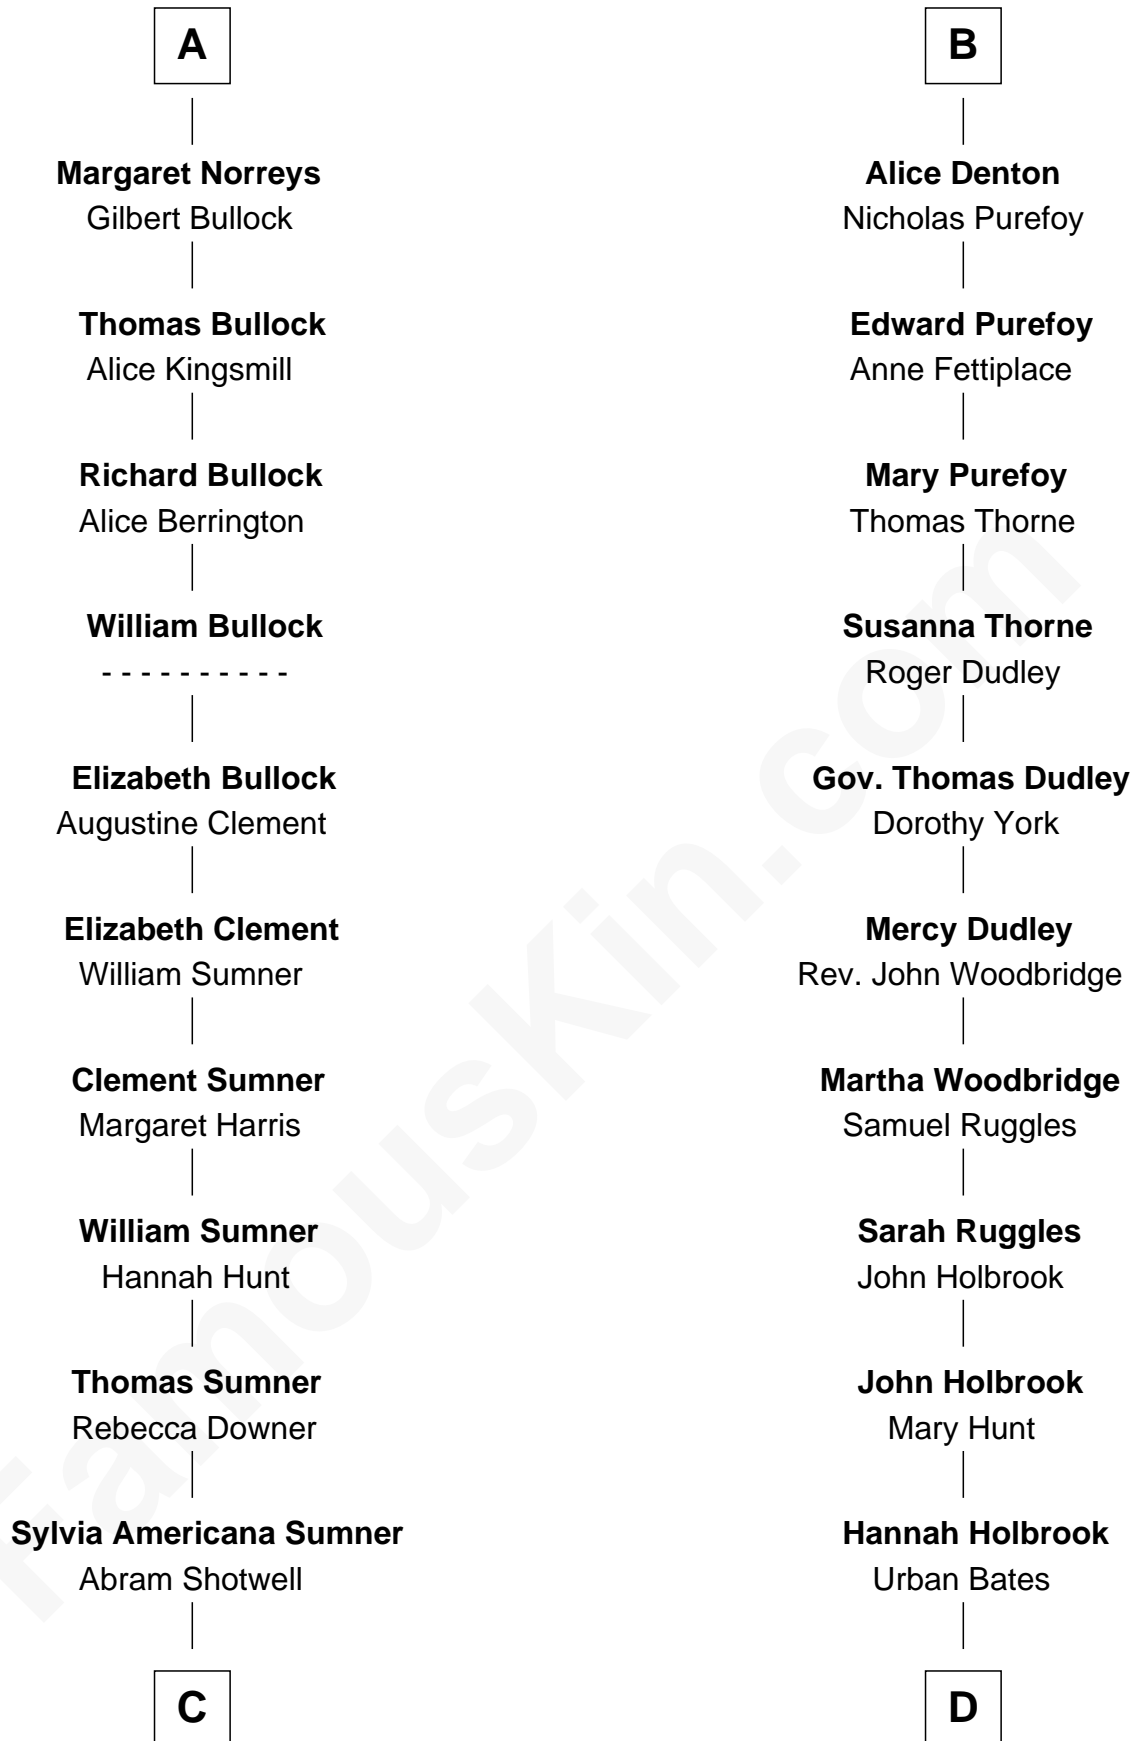 A
Margaret Norreys
Gilbert Bullock
Thomas Bullock
Alice Kingsmill
Richard Bullock
Alice Berrington
William Bullock
- - - - - - - - - -
Elizabeth Bullock
Augustine Clement
Elizabeth Clement
William Sumner
Clement Sumner
Margaret Harris
William Sumner
Hannah Hunt
Thomas Sumner
Rebecca Downer
Sylvia Americana Sumner
Abram Shotwell
C
B
Alice Denton
Nicholas Purefoy
Edward Purefoy
Anne Fettiplace
Mary Purefoy
Thomas Thorne
Susanna Thorne
Roger Dudley
Gov. Thomas Dudley
Dorothy York
Mercy Dudley
Rev. John Woodbridge
Martha Woodbridge
Samuel Ruggles
Sarah Ruggles
John Holbrook
John Holbrook
Mary Hunt
Hannah Holbrook
Urban Bates
D
FamousKin.com